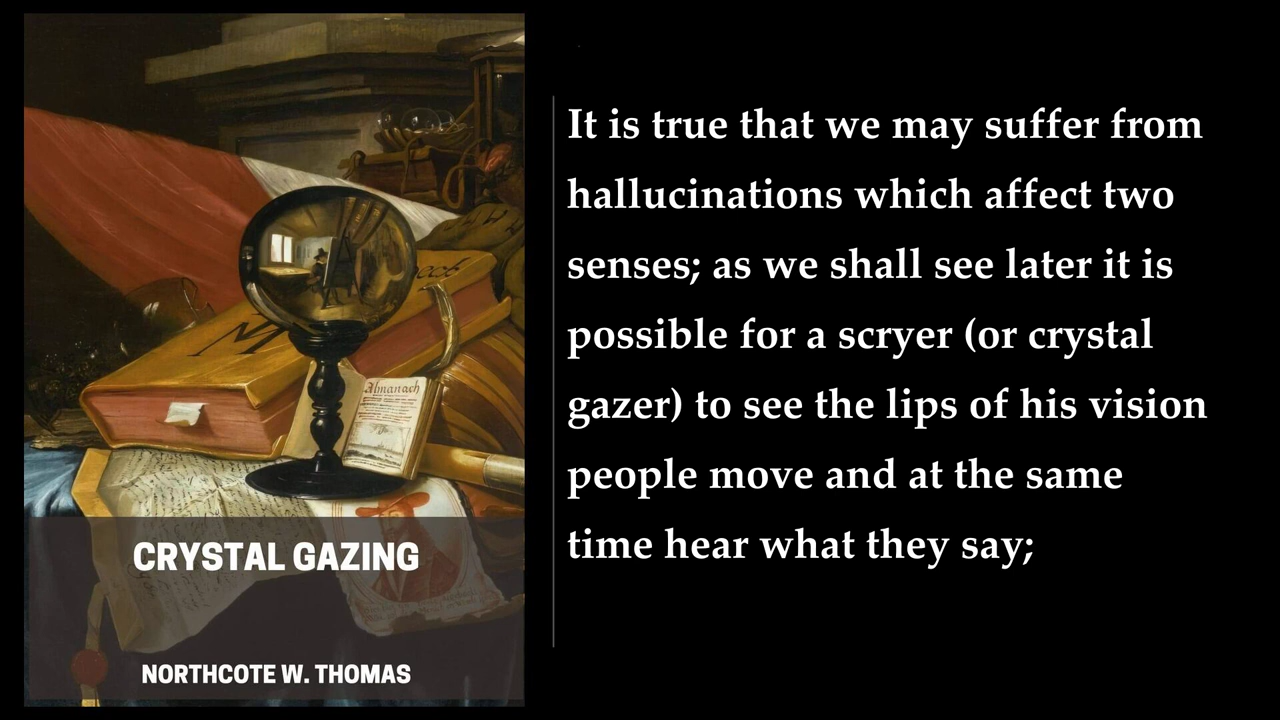 It is true that we may suffer from
hallucinations which affect two
senses; as we shall see later it is
possible for a scryer (or crystal
gazer) to see the lips of his vision
people move and at the same
time hear what they say;
M
Almanach
CRYSTAL GAZING
NORTHCOTE W. THOMAS